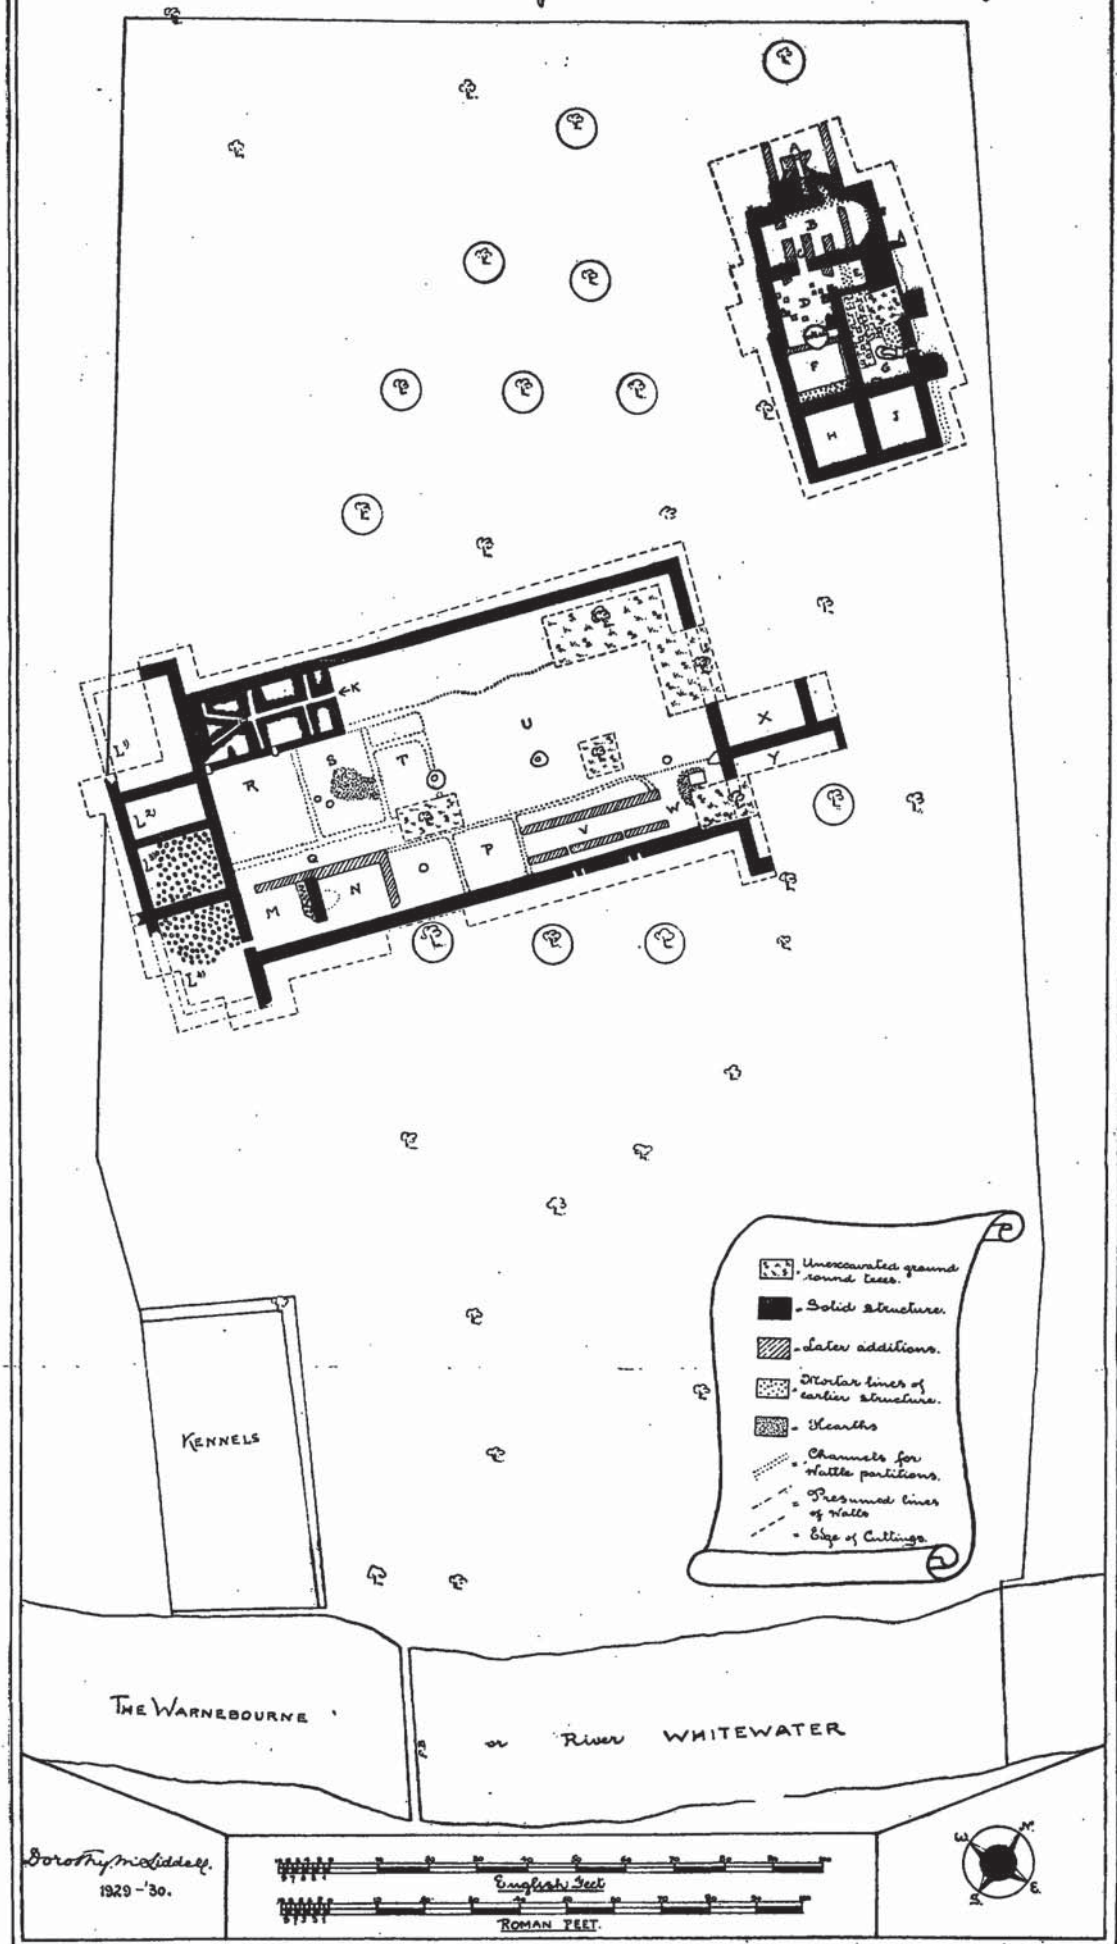 A
B
C
D
E
F
G
H
J
K
L¹⁾
L²⁾
L³⁾
L⁴⁾
R
S
T
U
X
Y
W
V
Q
O
P
M
N
Unexcavated ground
round trees.
= Solid structure.
= Later additions.
= Mortar lines of
earlier structure.
= Hearths
= Channels for
Wattle partitions.
= Presumed lines
of Walls
= Edge of Cuttings.
KENNELS
THE WARNEBOURNE
F.B
or River WHITEWATER
Dorothy M. Liddell.
1929-'30.
English Feet
ROMAN FEET.
W
N.
S.
E.